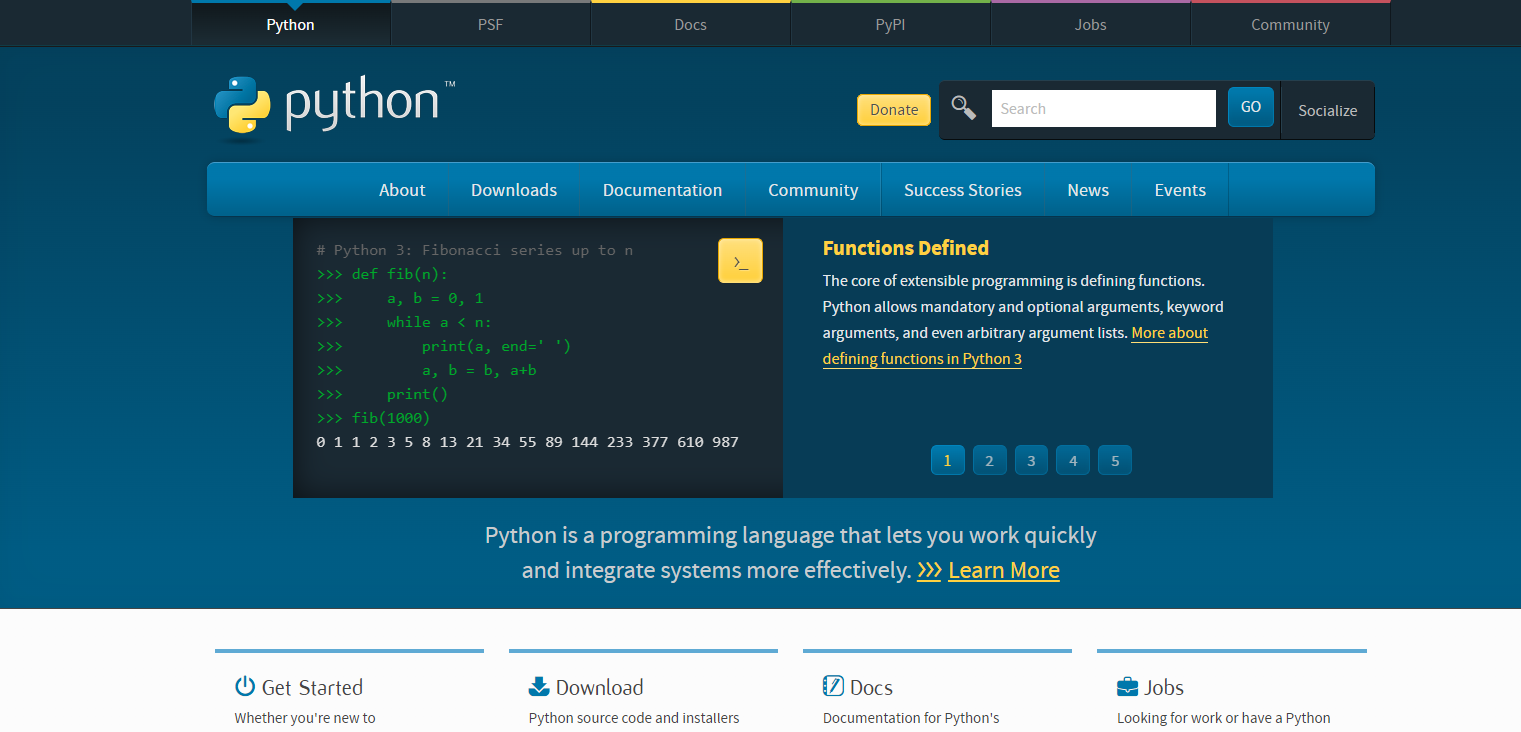 Python PSF Docs PyPI Jobs Community
python™
Donate Search GO Socialize
About Downloads Documentation Community Success Stories News Events
# Python 3: Fibonacci series up to n
>>> def fib(n):
>>>     a, b = 0, 1
>>>     while a < n:
>>>         print(a, end=' ')
>>>         a, b = b, a+b
>>>     print()
>>> fib(1000)
0 1 1 2 3 5 8 13 21 34 55 89 144 233 377 610 987
>_
Functions Defined
The core of extensible programming is defining functions.
Python allows mandatory and optional arguments, keyword
arguments, and even arbitrary argument lists. More about
defining functions in Python 3
1 2 3 4 5
Python is a programming language that lets you work quickly
and integrate systems more effectively. >>> Learn More
Get Started
Whether you're new to
Download
Python source code and installers
Docs
Documentation for Python's
Jobs
Looking for work or have a Python